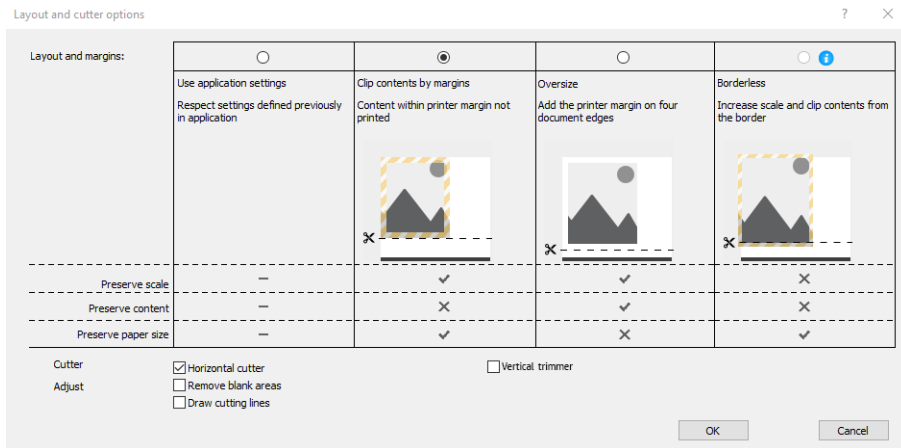 Layout and cutter options
Layout and margins:
Use application settings
Respect settings defined previously
in application
Clip contents by margins
Content within printer margin not
printed
Oversize
Add the printer margin on four
document edges
Borderless
Increase scale and clip contents from
the border
Preserve scale
Preserve content
Preserve paper size
Cutter
Horizontal cutter
Vertical trimmer
Adjust
Remove blank areas
Draw cutting lines
OK
Cancel